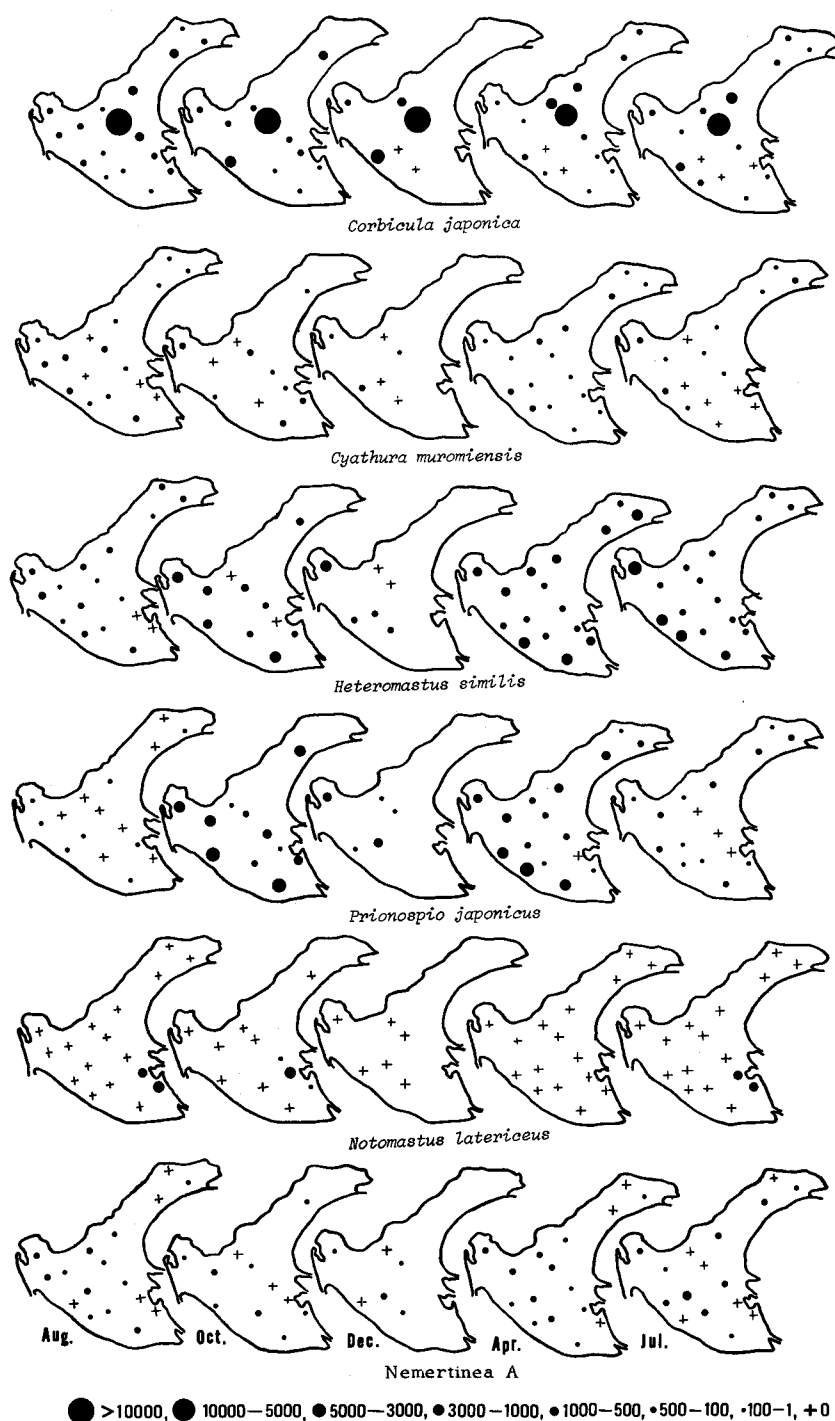 Corbicula japonica
Cyathura muromiensis
Heteromastus similis
Prionospio japonicus
Notomastus latericeus
Aug. Oct. Dec. Apr. Jul.
Nemertinea A
>10000, 10000–5000, 5000–3000, 3000–1000, 1000–500, 500–100, 100–1, +0